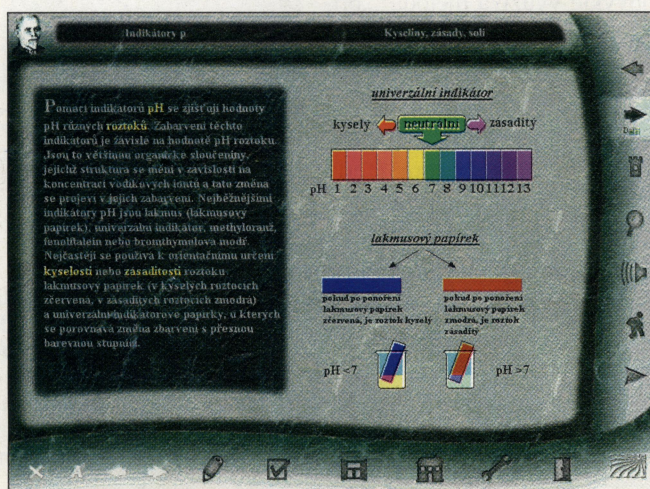 Indikátory p
Kyseliny, zásady, soli
Pomocí indikátorů pH se zjišťují hodnoty
pH různých roztoků. Zabarvení těchto
indikátorů je závislé na hodnotě pH roztoku.
Jsou to většinou organické sloučeniny,
jejichž struktura se mění v závislosti na
koncentraci vodíkových iontů a tato změna
se projeví v jejich zabarvení. Nejběžnějšími
indikátory pH jsou lakmus (lakmusový
papírek), univerzální indikátor, methyloranž,
fenolftalein nebo bromthymolová modř.
Nejčastěji se používá k orientačnímu určení
kyselosti nebo zásaditosti roztoku
lakmusový papírek (v kyselých roztocích
zčervená, v zásaditých roztocích zmodrá)
a univerzální indikátorové papírky, u kterých
se porovnává změna zbarvení s přesnou
barevnou stupnicí.
univerzální indikátor
kyselý neutrální zásaditý
pH 1 2 3 4 5 6 7 8 9 10 11 12 13
lakmusový papírek
pokud po ponoření
lakmusový papírek
zčervená, je roztok kyselý
pokud po ponoření
lakmusový papírek
zmodrá, je roztok
zásaditý
pH <7
pH >7
Další
A